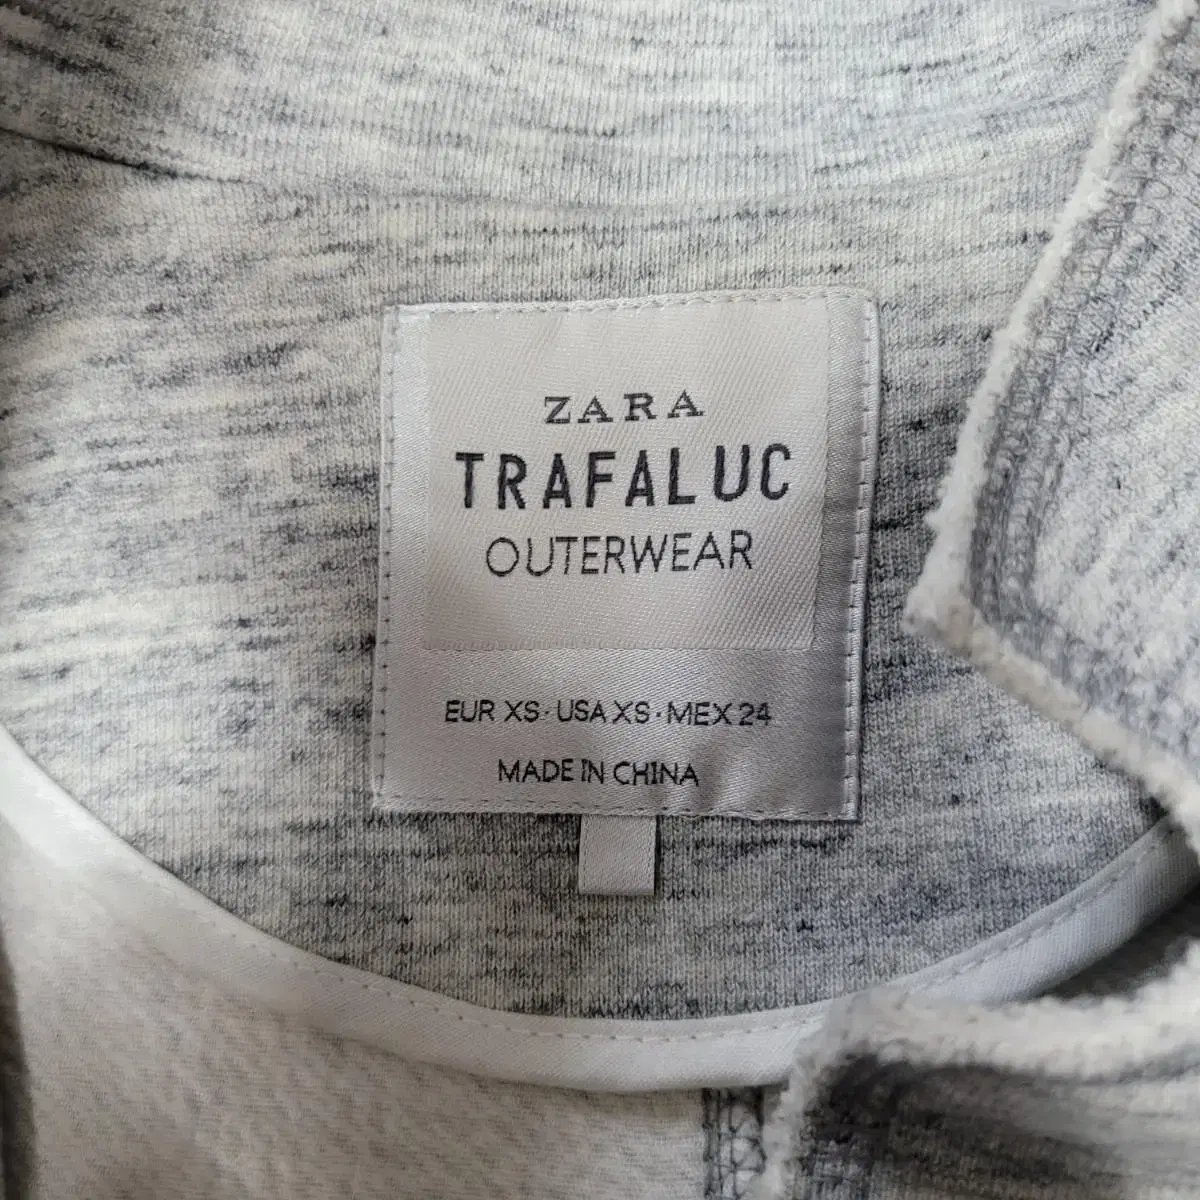 ZARA
TRAFALUC
OUTERWEAR
EUR XS · USA XS · MEX 24
MADE IN CHINA